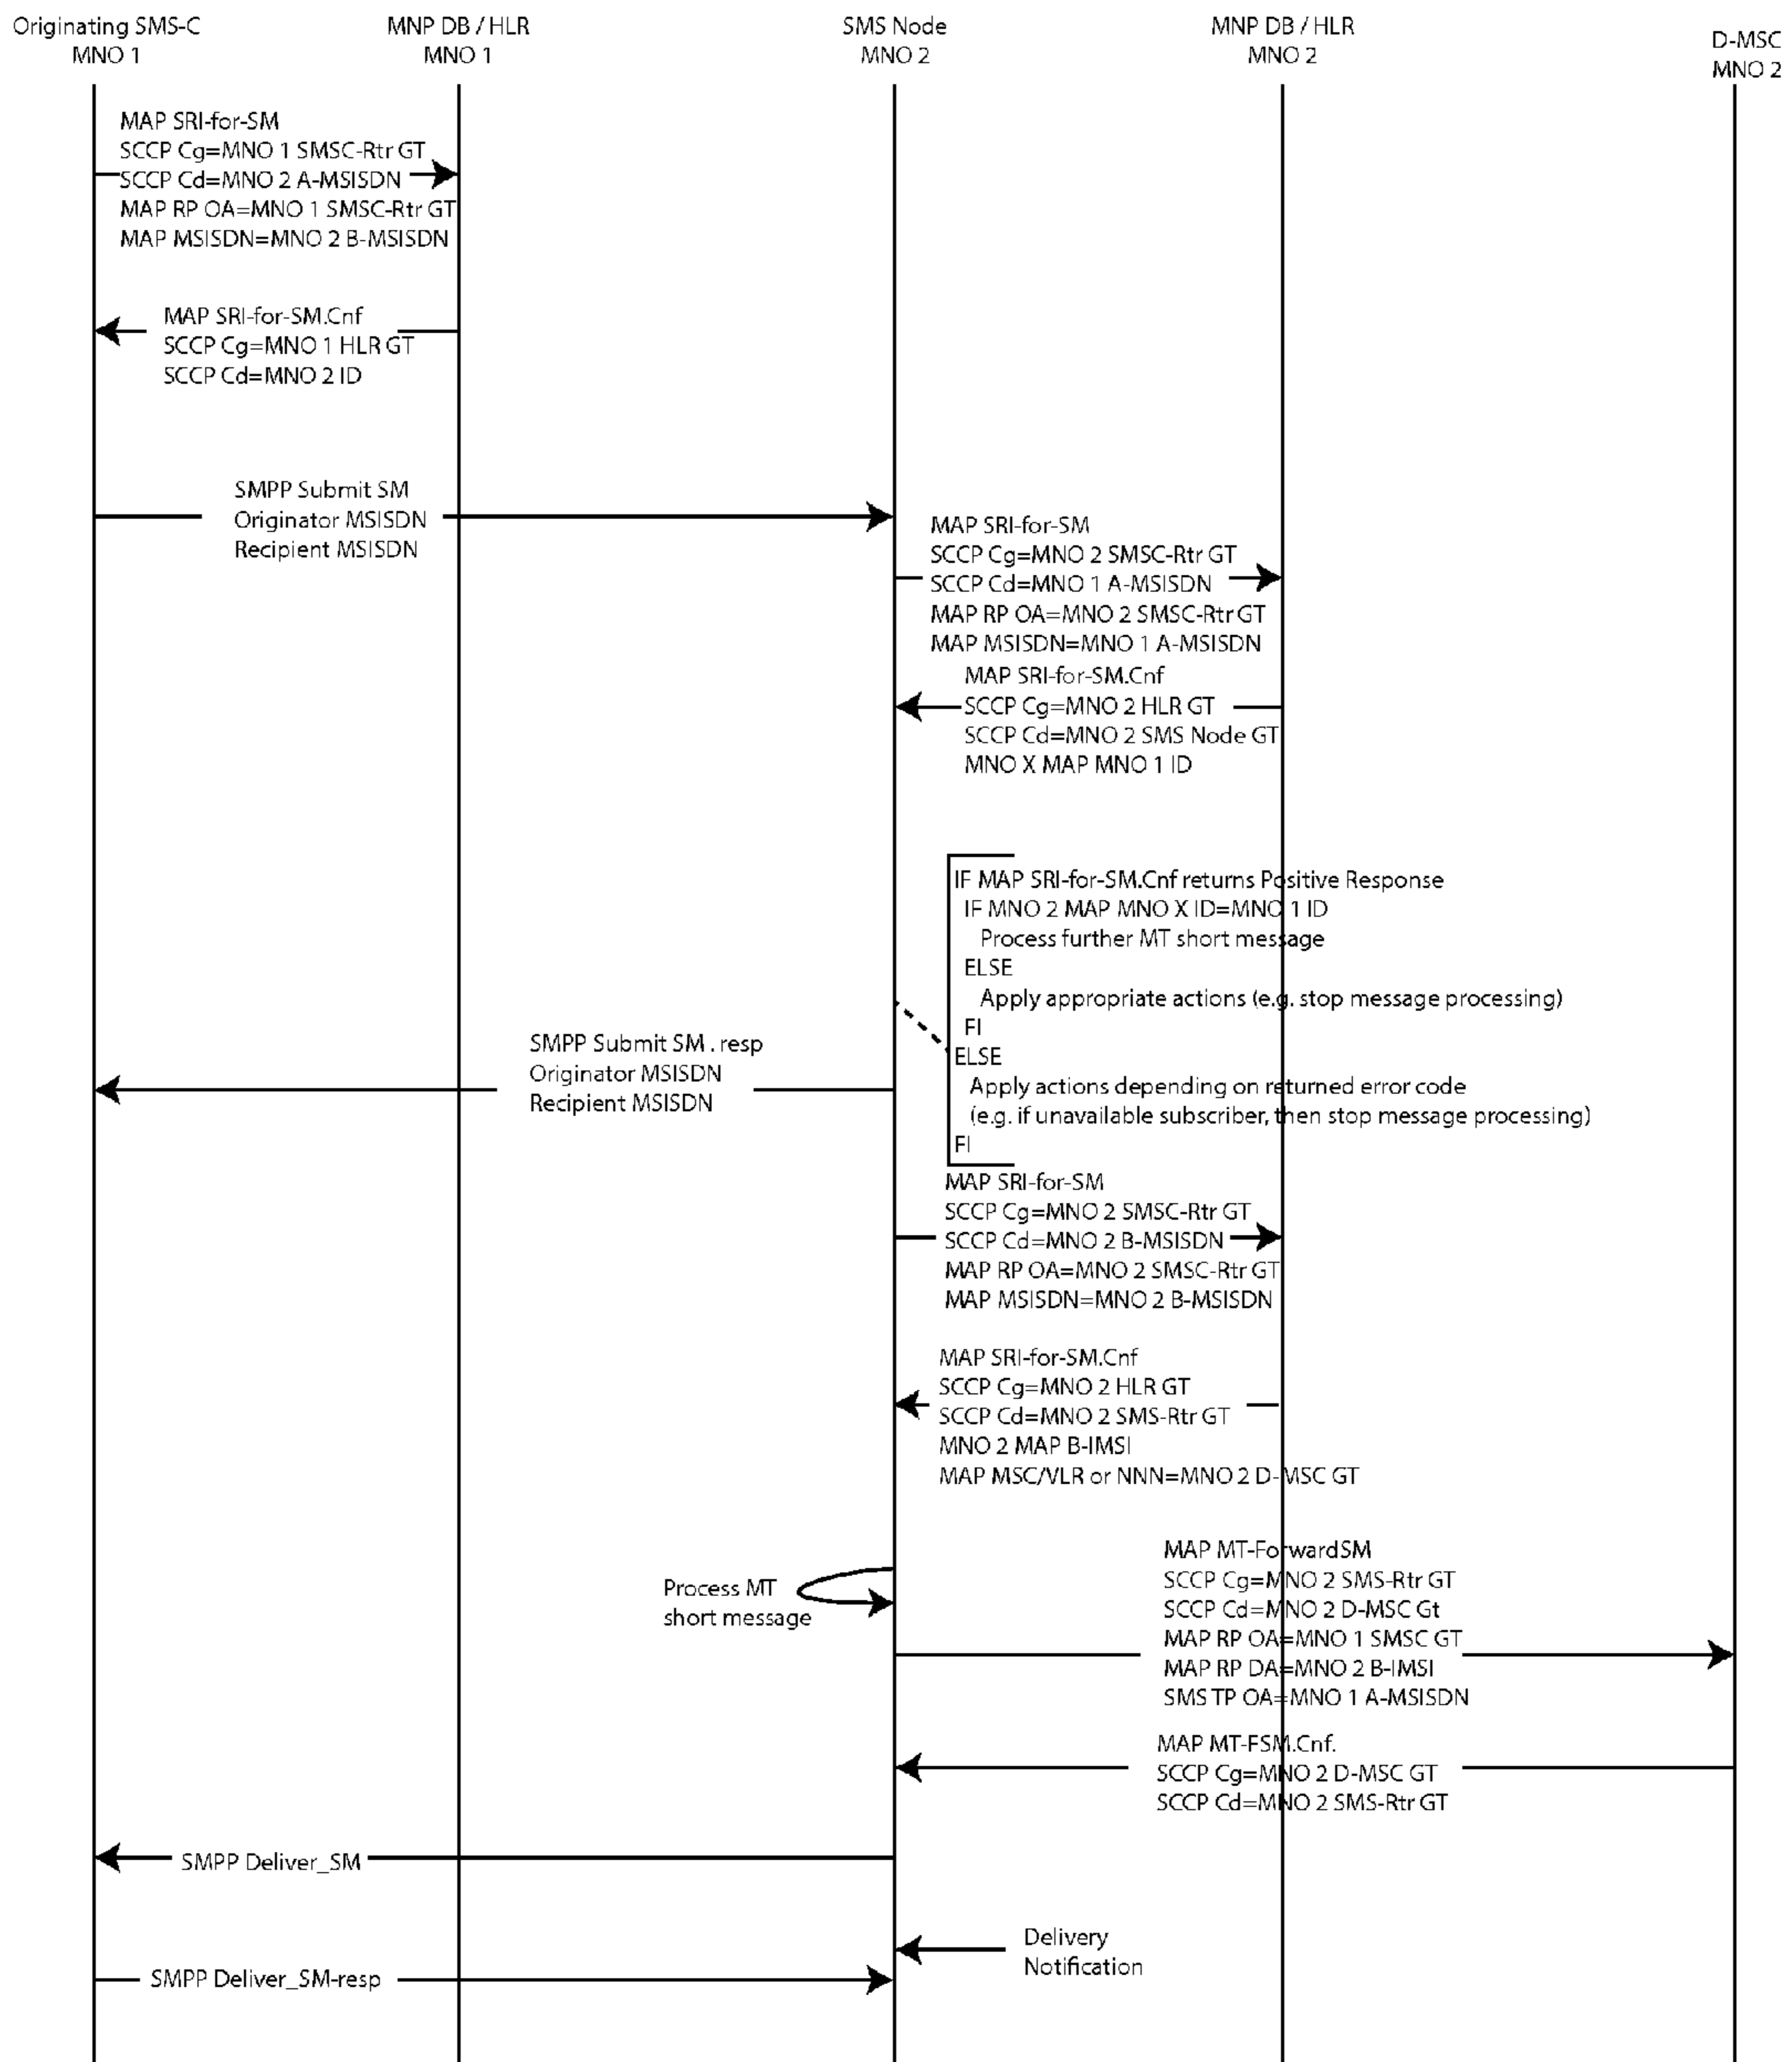 Originating SMS-C
MNO 1
MNP DB / HLR
MNO 1
SMS Node
MNO 2
MNP DB / HLR
MNO 2
D-MSC
MNO 2
MAP SRI-for-SM
SCCP Cg=MNO 1 SMSC-Rtr GT
SCCP Cd=MNO 2 A-MSISDN
MAP RP OA=MNO 1 SMSC-Rtr GT
MAP MSISDN=MNO 2 B-MSISDN
MAP SRI-for-SM.Cnf
SCCP Cg=MNO 1 HLR GT
SCCP Cd=MNO 2 ID
SMPP Submit SM
Originator MSISDN
Recipient MSISDN
MAP SRI-for-SM
SCCP Cg=MNO 2 SMSC-Rtr GT
SCCP Cd=MNO 1 A-MSISDN
MAP RP OA=MNO 2 SMSC-Rtr GT
MAP MSISDN=MNO 1 A-MSISDN
MAP SRI-for-SM.Cnf
SCCP Cg=MNO 2 HLR GT
SCCP Cd=MNO 2 SMS Node GT
MNO X MAP MNO 1 ID
IF MAP SRI-for-SM.Cnf returns Positive Response
IF MNO 2 MAP MNO X ID=MNO 1 ID
Process further MT short message
ELSE
Apply appropriate actions (e.g. stop message processing)
FI
ELSE
Apply actions depending on returned error code
(e.g. if unavailable subscriber, then stop message processing)
FI
SMPP Submit SM . resp
Originator MSISDN
Recipient MSISDN
MAP SRI-for-SM
SCCP Cg=MNO 2 SMSC-Rtr GT
SCCP Cd=MNO 2 B-MSISDN
MAP RP OA=MNO 2 SMSC-Rtr GT
MAP MSISDN=MNO 2 B-MSISDN
MAP SRI-for-SM.Cnf
SCCP Cg=MNO 2 HLR GT
SCCP Cd=MNO 2 SMS-Rtr GT
MNO 2 MAP B-IMSI
MAP MSC/VLR or NNN=MNO 2 D-MSC GT
Process MT
short message
MAP MT-ForwardSM
SCCP Cg=MNO 2 SMS-Rtr GT
SCCP Cd=MNO 2 D-MSC Gt
MAP RP OA=MNO 1 SMSC GT
MAP RP DA=MNO 2 B-IMSI
SMS TP OA=MNO 1 A-MSISDN
MAP MT-FSM.Cnf.
SCCP Cg=MNO 2 D-MSC GT
SCCP Cd=MNO 2 SMS-Rtr GT
SMPP Deliver_SM
Delivery
Notification
SMPP Deliver_SM-resp